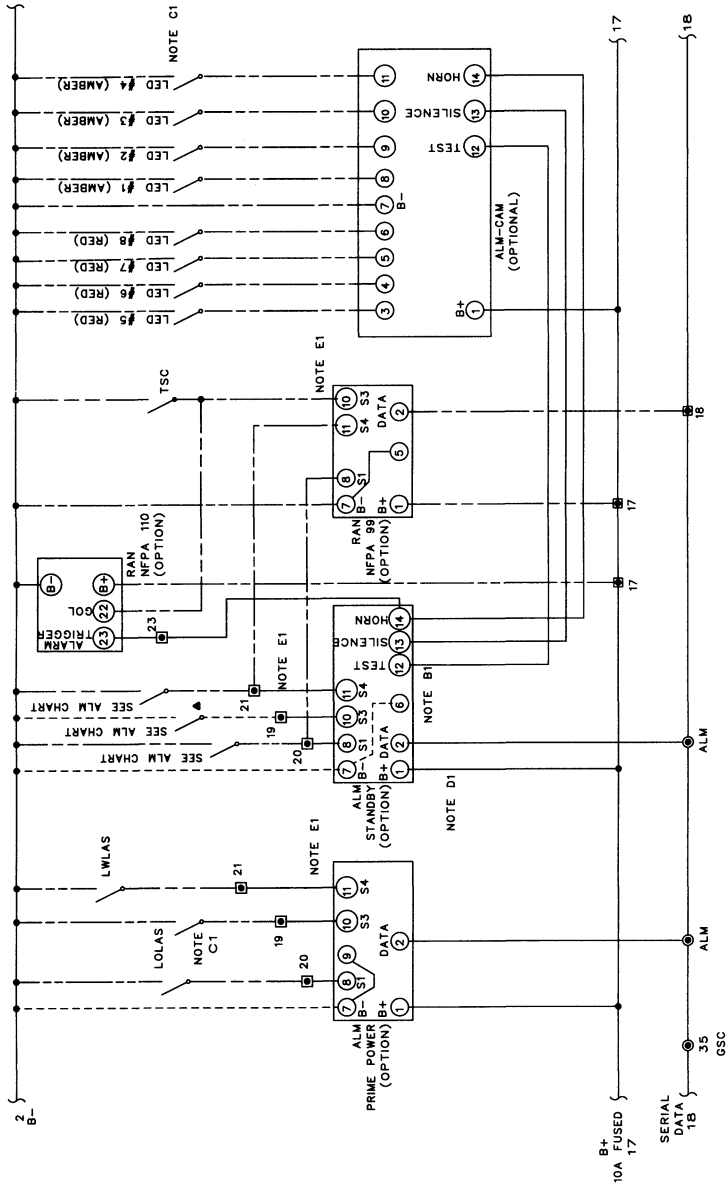 2
B-
LOLAS
NOTE
C1
LWLAS
20
19
21
NOTE E1
7
B-
8
S1
9
10
S3
11
S4
ALM
PRIME POWER
(OPTION)
B+
1
DATA
2
SEE ALM CHART
SEE ALM CHART
SEE ALM CHART
20
19
21
NOTE E1
7
B-
8
S1
10
S3
11
S4
ALM
STANDBY
(OPTION)
B+
1
DATA
2
6
TEST
12
SILENCE
13
HORN
14
NOTE B1
NOTE D1
ALARM
TRIGGER
23
GOL
22
B-
B+
RAN
NFPA 110
(OPTION)
23
TSC
NOTE E1
7
B-
8
S1
11
S4
10
S3
RAN
NFPA 99
(OPTION)
B+
1
5
DATA
2
17
17
18
LED #5 (RED)
LED #6 (RED)
LED #7 (RED)
LED #8 (RED)
LED #1 (AMBER)
LED #2 (AMBER)
LED #3 (AMBER)
LED #4 (AMBER)
NOTE C1
3
4
5
6
7
B-
8
9
10
11
B+
1
ALM-CAM
(OPTIONAL)
TEST
12
SILENCE
13
HORN
14
B+
10A FUSED
17
17
SERIAL
DATA
18
35
GSC
ALM
ALM
18